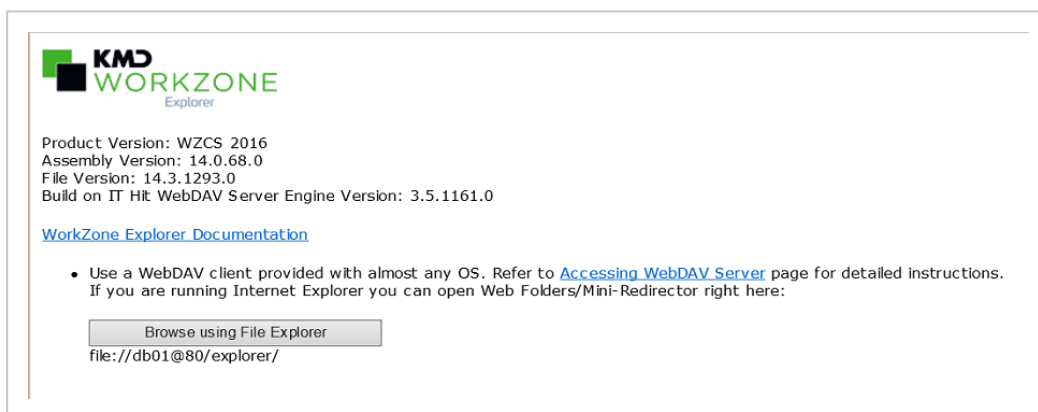 KMD
WORKZONE
Explorer
Product Version: WZCS 2016
Assembly Version: 14.0.68.0
File Version: 14.3.1293.0
Build on IT Hit WebDAV Server Engine Version: 3.5.1161.0
WorkZone Explorer Documentation
• Use a WebDAV client provided with almost any OS. Refer to Accessing WebDAV Server page for detailed instructions.
If you are running Internet Explorer you can open Web Folders/Mini-Redirector right here:
Browse using File Explorer
file://db01@80/explorer/